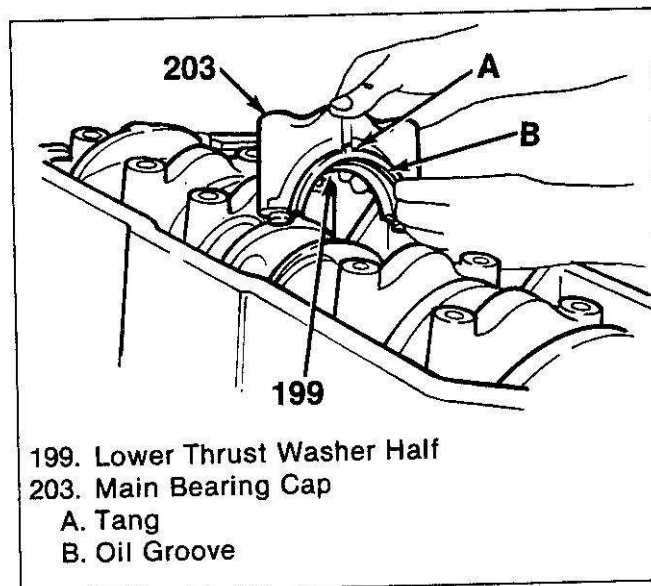 203
A
B
199
199. Lower Thrust Washer Half
203. Main Bearing Cap
A. Tang
B. Oil Groove